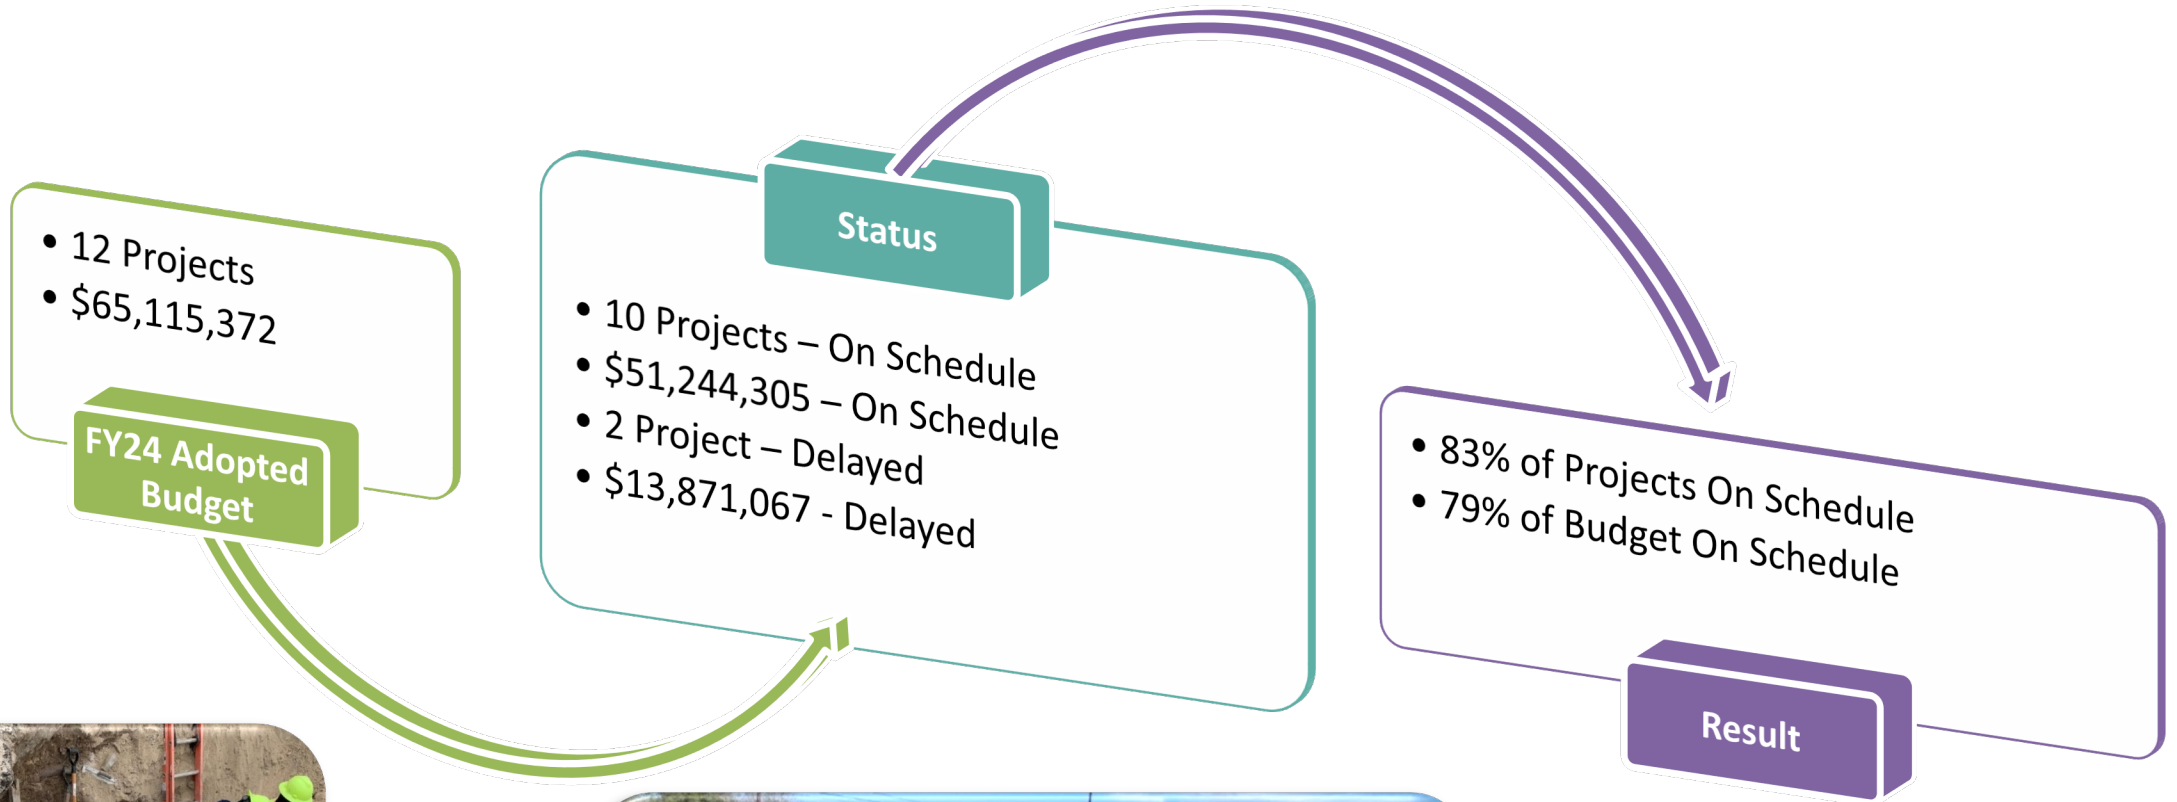 • 12 Projects
• $65,115,372
FY24 Adopted
Budget
Status
• 10 Projects – On Schedule
• $51,244,305 – On Schedule
• 2 Project – Delayed
• $13,871,067 - Delayed
• 83% of Projects On Schedule
• 79% of Budget On Schedule
Result